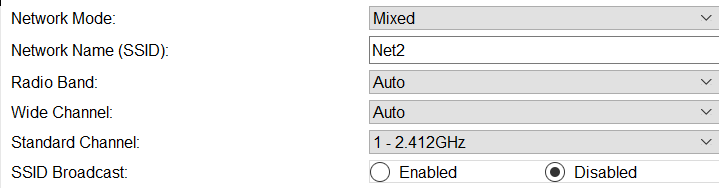 Network Mode: Mixed
Network Name (SSID): Net2
Radio Band: Auto
Wide Channel: Auto
Standard Channel: 1 - 2.412GHz
SSID Broadcast: Enabled Disabled